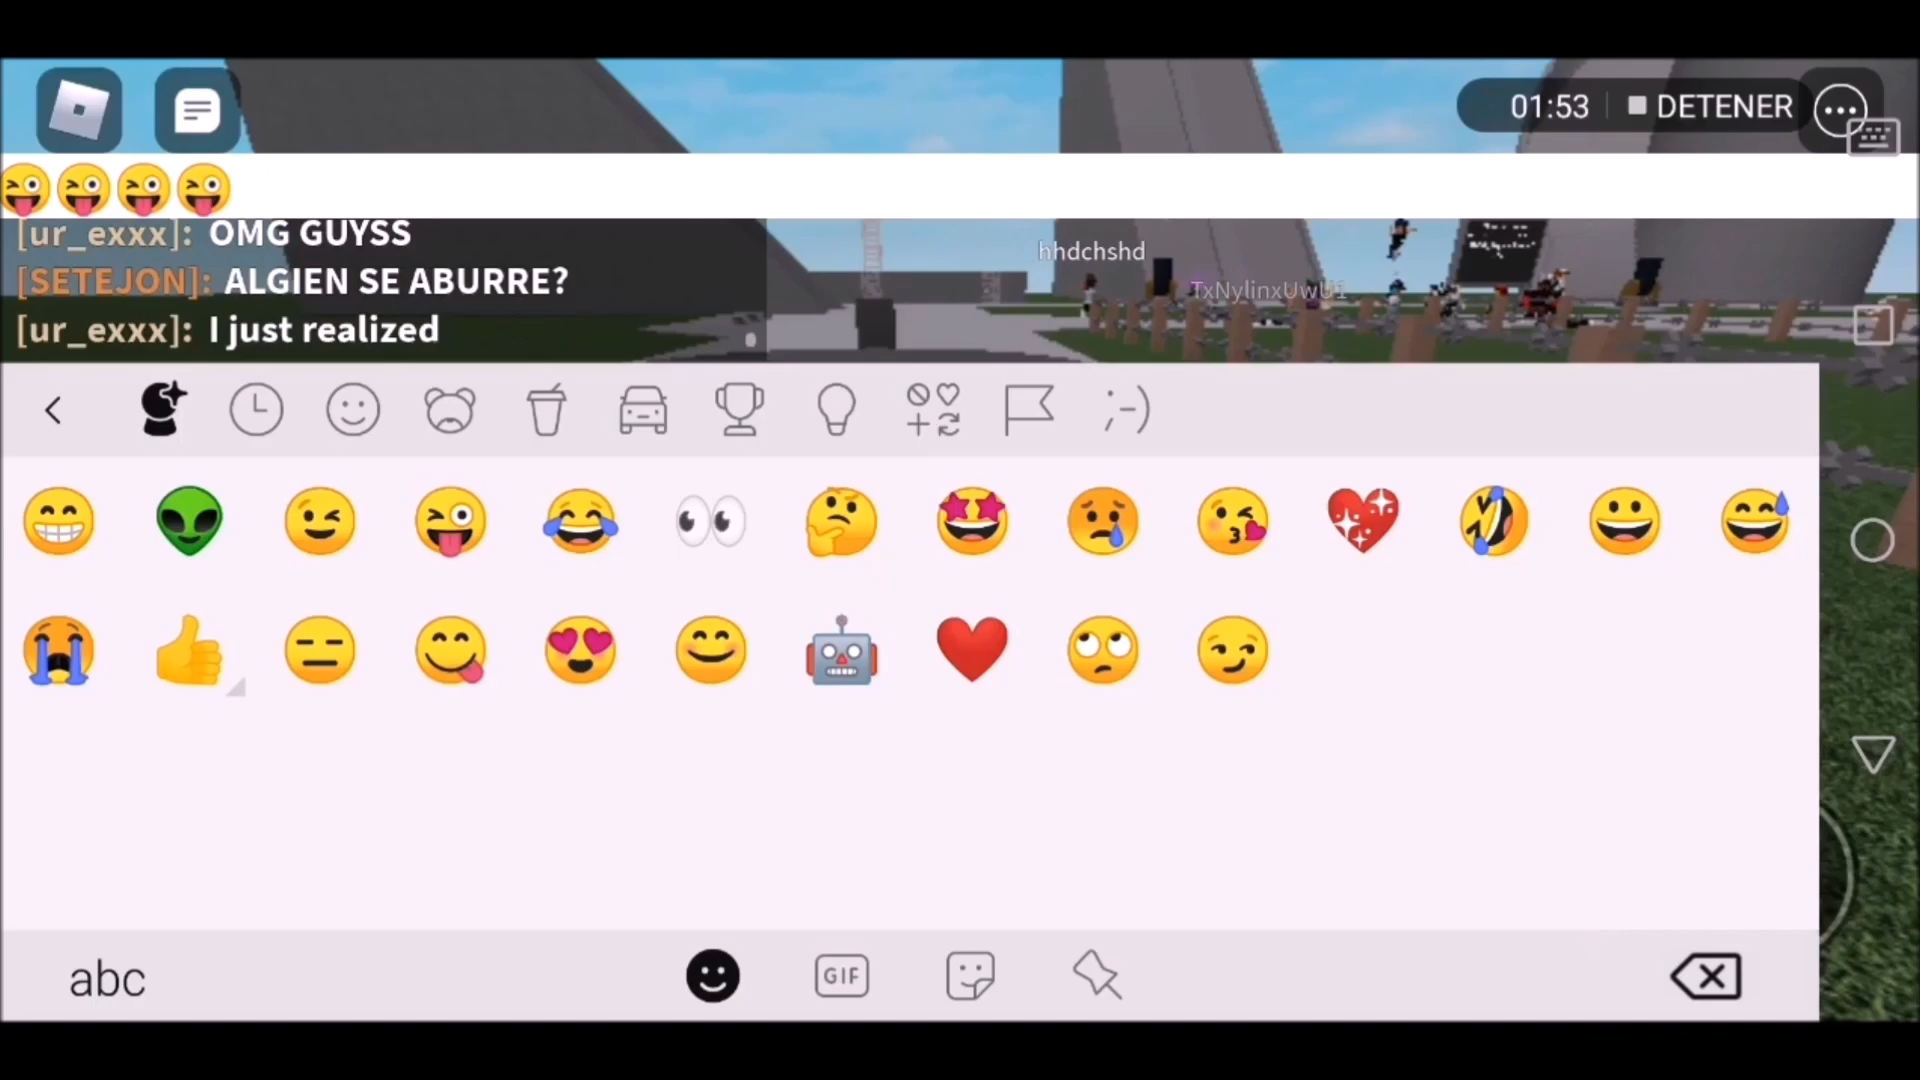 01:53 DETENER
😜😜😜😜
[ur_exxx]: OMG GUYSS
[SETEJON]: ALGIEN SE ABURRE?
[ur_exxx]: I just realized
hhdchshd
TxNylinxUwU1
;-)
abc
GIF